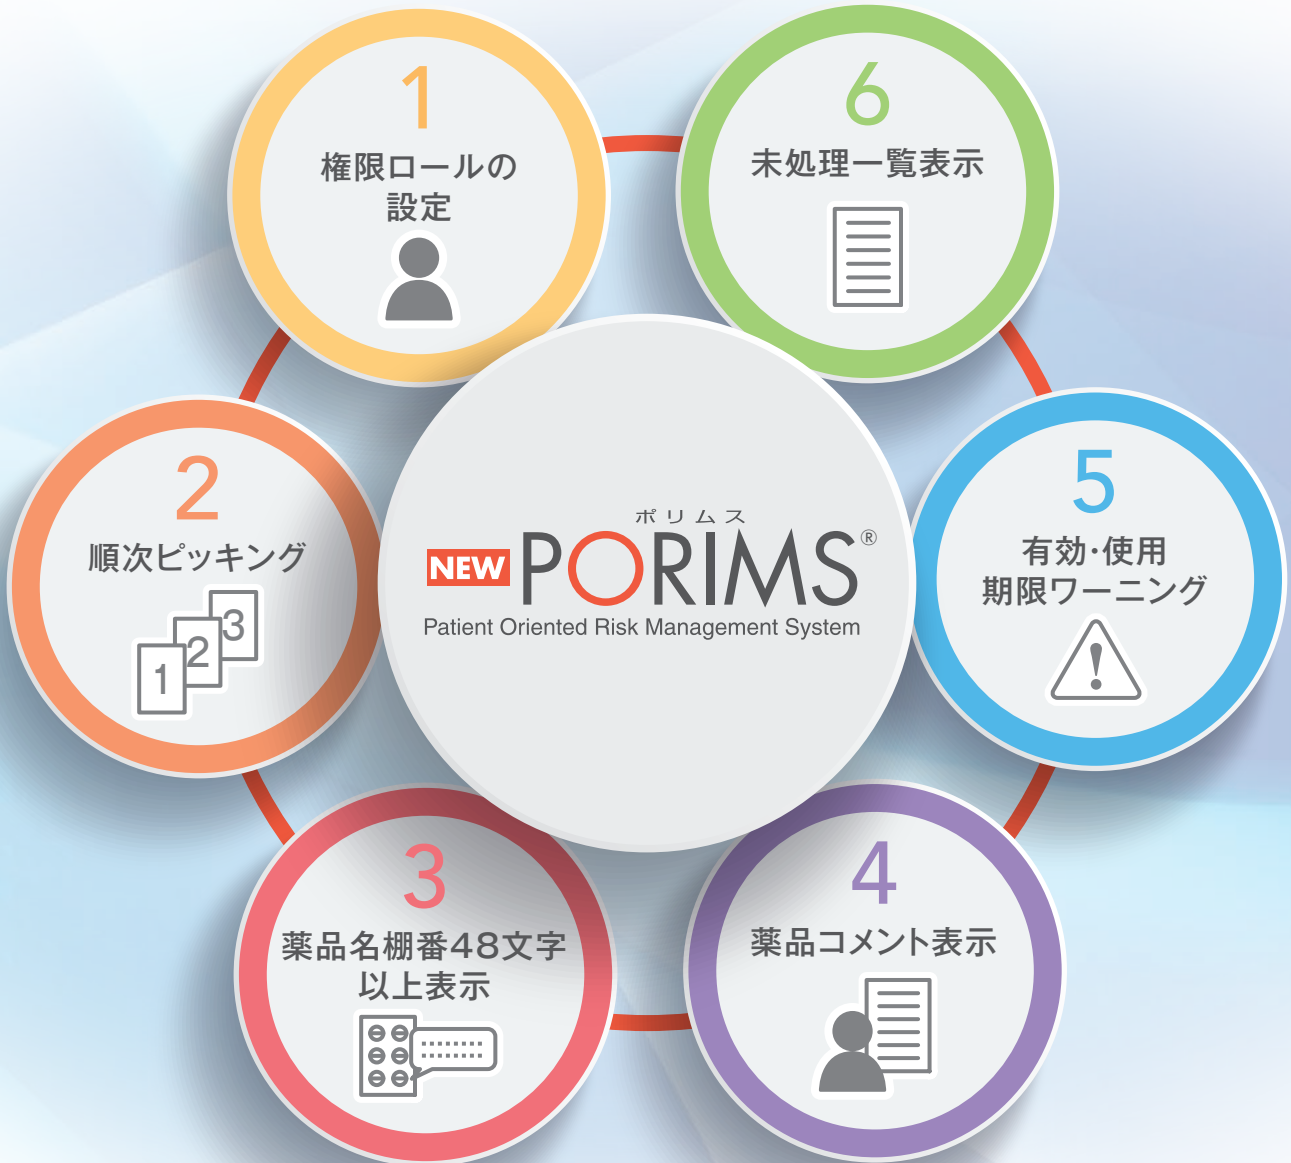 1
権限ロールの
設定
6
未処理一覧表示
2
順次ピッキング
1
2
3
ポリムス
NEW PORIMS®
Patient Oriented Risk Management System
5
有効・使用
期限ワーニング
!
3
薬品名棚番48文字
以上表示
4
薬品コメント表示